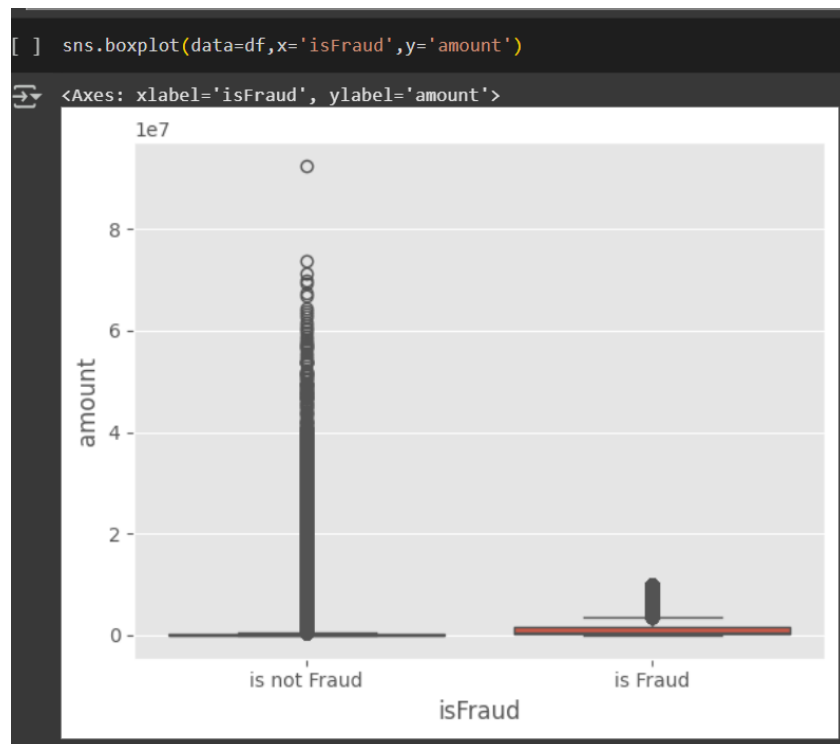 [ ] sns.boxplot(data=df,x='isFraud',y='amount')
<Axes: xlabel='isFraud', ylabel='amount'>
1e7
8
6
4
2
0
amount
is not Fraud is Fraud
isFraud